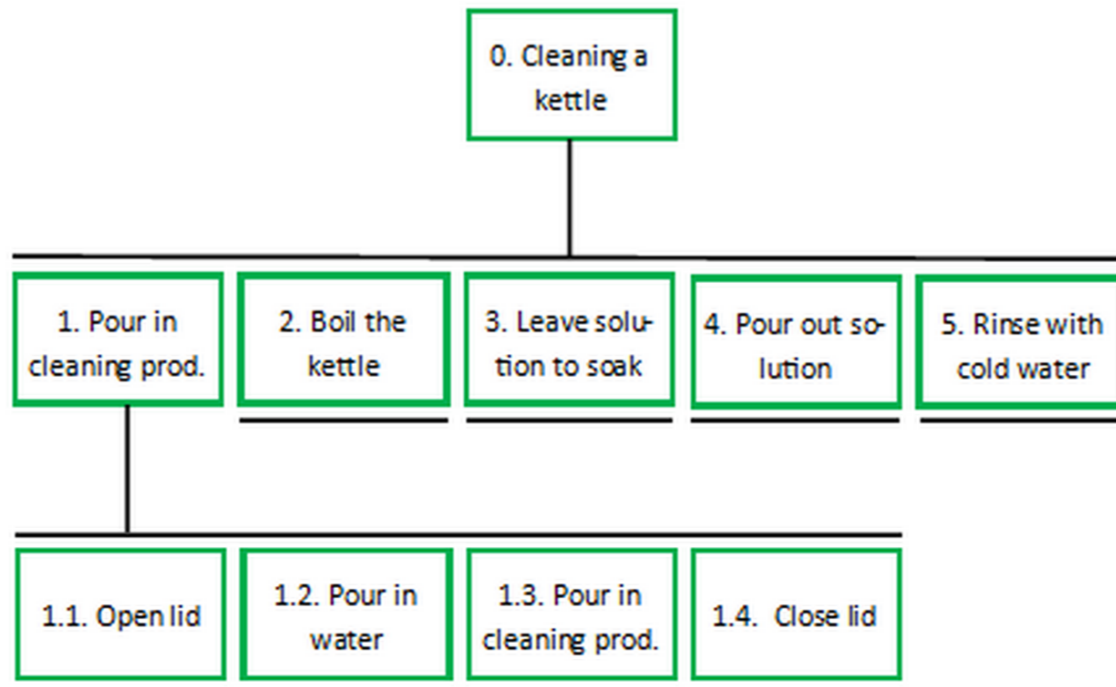 0. Cleaning a
kettle
1. Pour in
cleaning prod.
2. Boil the
kettle
3. Leave solu-
tion to soak
4. Pour out so-
lution
5. Rinse with
cold water
1.1. Open lid
1.2. Pour in
water
1.3. Pour in
cleaning prod.
1.4. Close lid